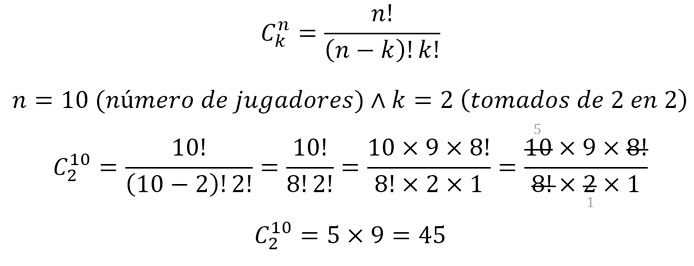 C_k^n = n! / (n − k)! k!
n = 10 (número de jugadores) ∧ k = 2 (tomados de 2 en 2)
C_2^10 = 10! / (10 − 2)! 2! = 10! / 8! 2! = 10 × 9 × 8! / 8! × 2 × 1 = 5 10 × 9 × 8! / 8! × 2 × 1 1
C_2^10 = 5 × 9 = 45